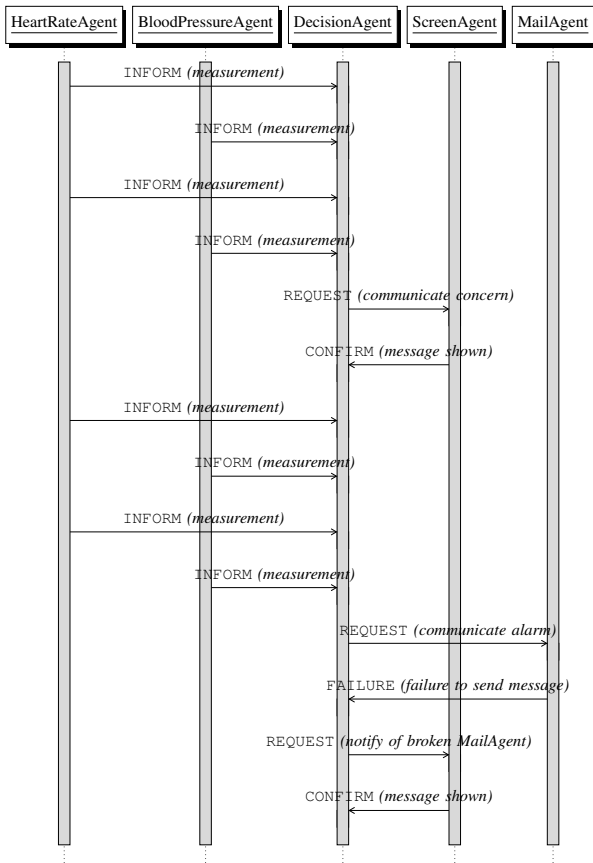 HeartRateAgent BloodPressureAgent DecisionAgent ScreenAgent MailAgent
INFORM (measurement)
INFORM (measurement)
INFORM (measurement)
INFORM (measurement)
REQUEST (communicate concern)
CONFIRM (message shown)
INFORM (measurement)
INFORM (measurement)
INFORM (measurement)
INFORM (measurement)
REQUEST (communicate alarm)
FAILURE (failure to send message)
REQUEST (notify of broken MailAgent)
CONFIRM (message shown)